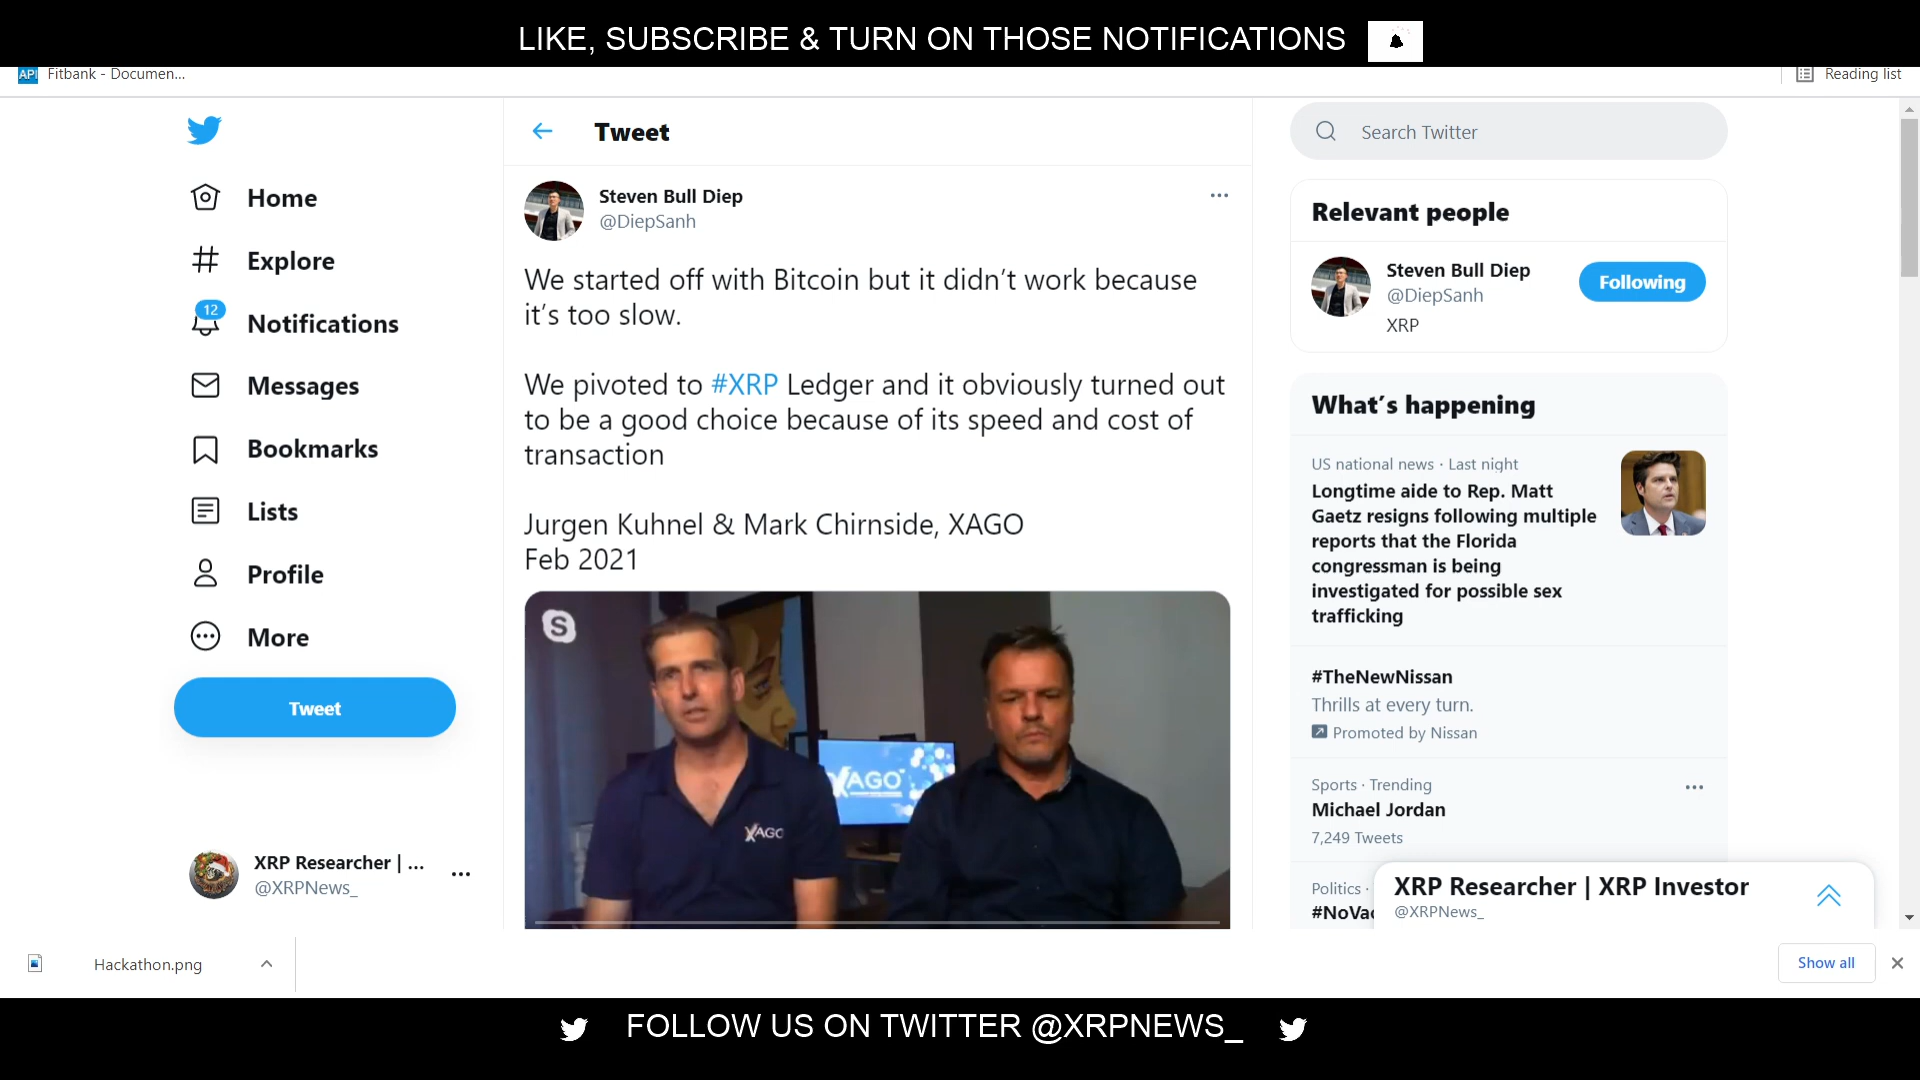 LIKE, SUBSCRIBE & TURN ON THOSE NOTIFICATIONS
API Fitbank - Documen...
Reading list
Home
Explore
12
Notifications
Messages
Bookmarks
Lists
Profile
More
Tweet
XRP Researcher | ...
@XRPNews_
Tweet
Steven Bull Diep
@DiepSanh
We started off with Bitcoin but it didn’t work because
it’s too slow.
We pivoted to #XRP Ledger and it obviously turned out
to be a good choice because of its speed and cost of
transaction
Jurgen Kuhnel & Mark Chirnside, XAGO
Feb 2021
S
XAGO
XAGO
Search Twitter
Relevant people
Steven Bull Diep
@DiepSanh
Following
XRP
What’s happening
US national news · Last night
Longtime aide to Rep. Matt
Gaetz resigns following multiple
reports that the Florida
congressman is being
investigated for possible sex
trafficking
#TheNewNissan
Thrills at every turn.
Promoted by Nissan
Sports · Trending
Michael Jordan
7,249 Tweets
Politics ·
#NoVac
XRP Researcher | XRP Investor
@XRPNews_
Hackathon.png
Show all
FOLLOW US ON TWITTER @XRPNEWS_